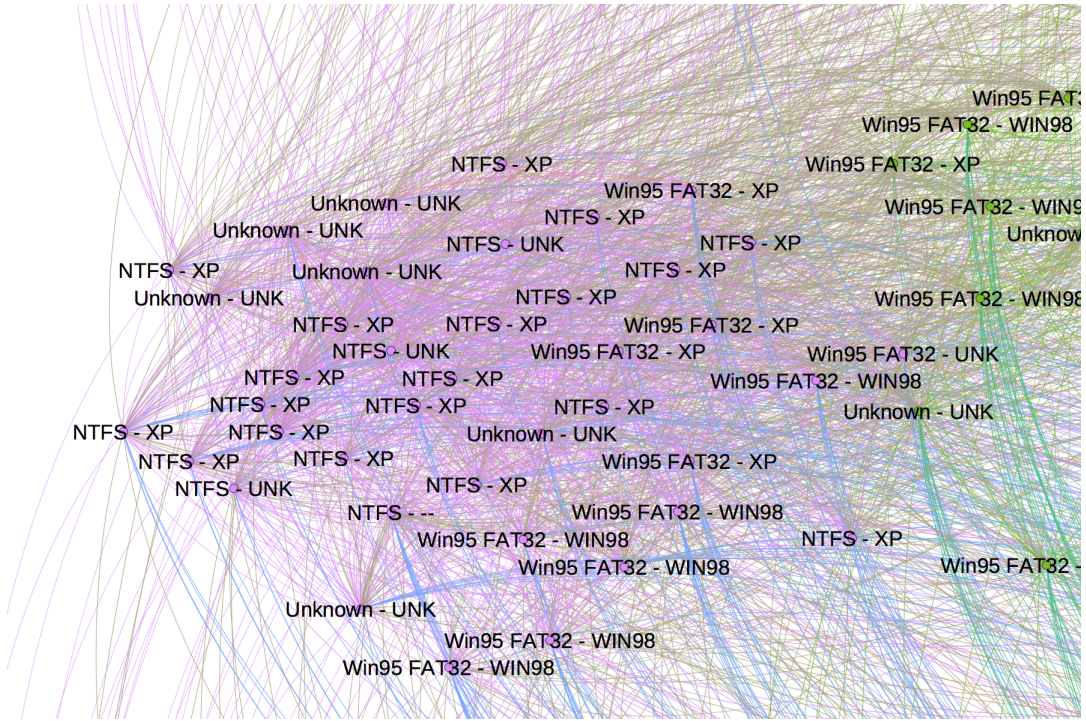 Win95 FAT3
Win95 FAT32 - WIN98
NTFS - XP
Win95 FAT32 - XP
Win95 FAT32 - XP
Unknown - UNK
Win95 FAT32 - WIN9
NTFS - XP
Unknown - UNK
Unknow
NTFS - UNK
NTFS - XP
NTFS - XP
Unknown - UNK
NTFS - XP
Unknown - UNK
NTFS - XP
Win95 FAT32 - WIN98
NTFS - XP
NTFS - XP
Win95 FAT32 - XP
NTFS - UNK
Win95 FAT32 - XP
Win95 FAT32 - UNK
NTFS - XP
NTFS - XP
Win95 FAT32 - WIN98
NTFS - XP
NTFS - XP
NTFS - XP
Unknown - UNK
NTFS - XP
NTFS - XP
Unknown - UNK
NTFS - XP
NTFS - XP
Win95 FAT32 - XP
NTFS - UNK
NTFS - XP
NTFS - --
Win95 FAT32 - WIN98
Win95 FAT32 - WIN98
NTFS - XP
Win95 FAT32 - WIN98
Win95 FAT32 -
Unknown - UNK
Win95 FAT32 - WIN98
Win95 FAT32 - WIN98